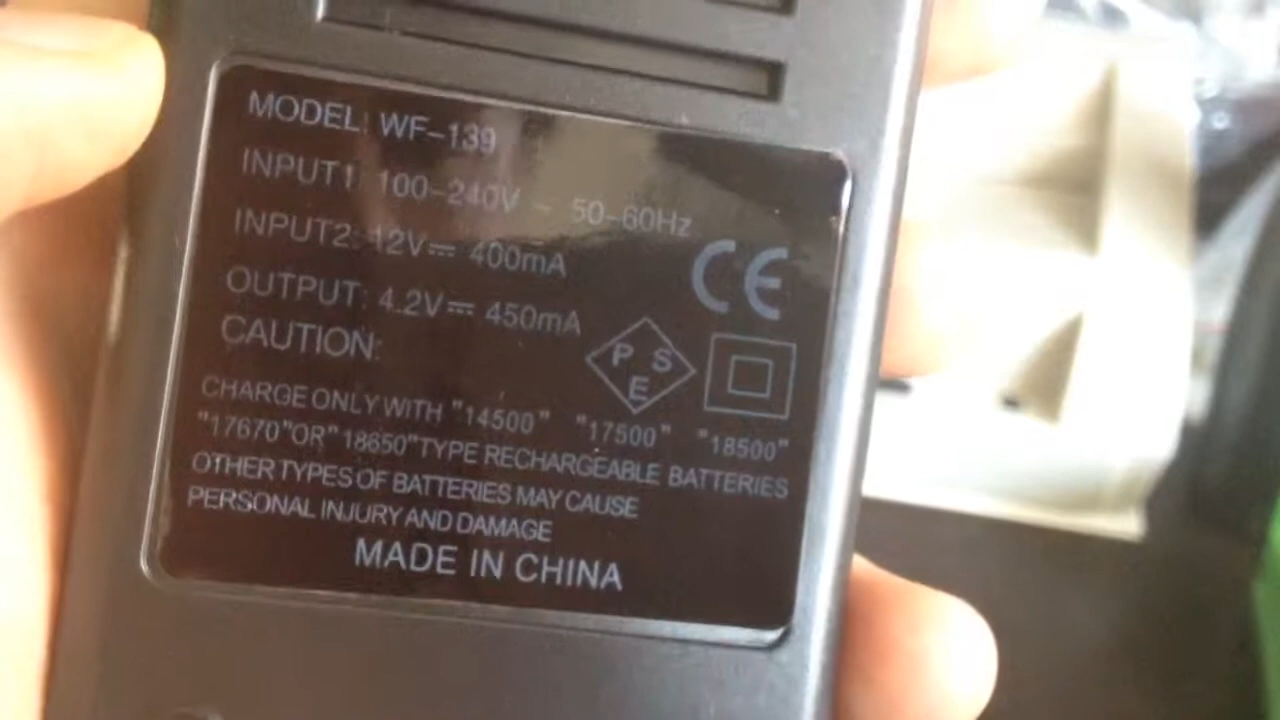 MODEL: WF-139
INPUT1: 100-240V ~ 50-60Hz
INPUT2: 12V⎓ 400mA
OUTPUT: 4.2V⎓ 450mA
CE
CAUTION:
P S
E
CHARGE ONLY WITH "14500" "17500" "18500"
"17670"OR"18650"TYPE RECHARGEABLE BATTERIES
OTHER TYPES OF BATTERIES MAY CAUSE
PERSONAL INJURY AND DAMAGE
MADE IN CHINA